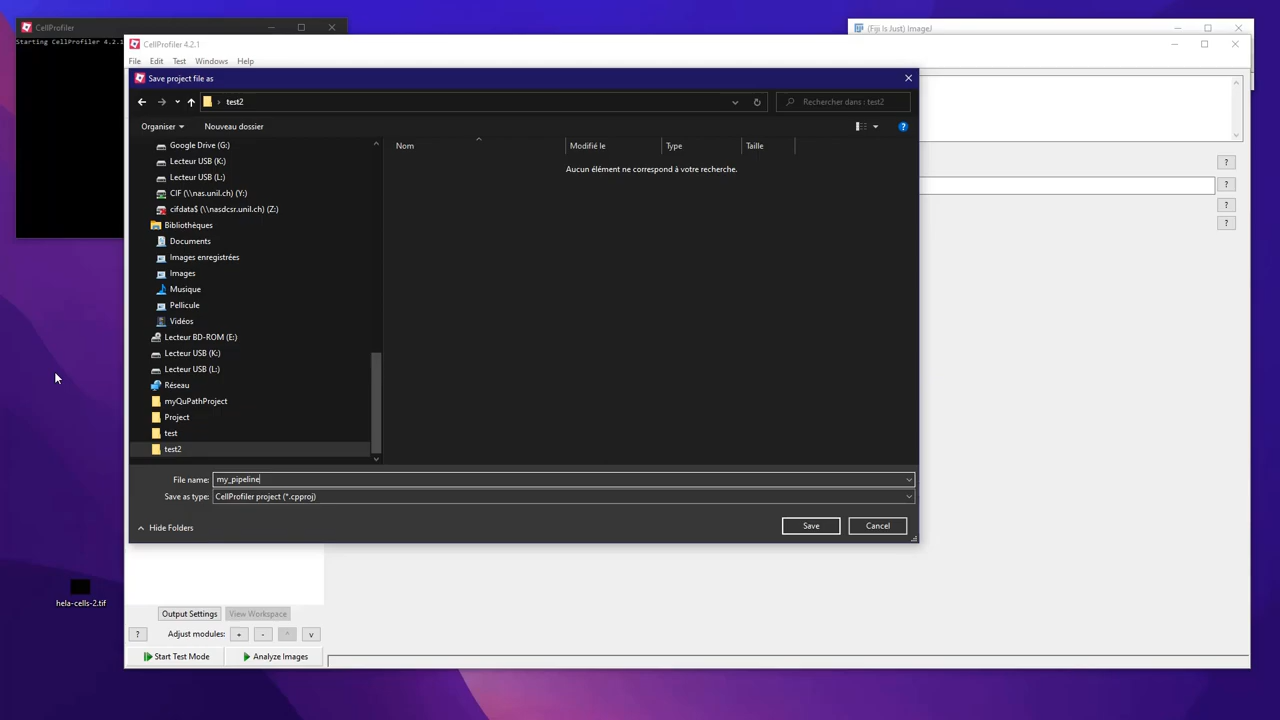 CellProfiler
Starting CellProfiler 4.2.1
(Fiji Is Just) ImageJ
CellProfiler 4.2.1
File Edit Test Windows Help
Save project file as
› test2
Rechercher dans : test2
Organiser
Nouveau dossier
?
Nom
Modifié le
Type
Taille
Aucun élément ne correspond à votre recherche.
Google Drive (G:)
Lecteur USB (K:)
Lecteur USB (L:)
CIF (\\nas.unil.ch) (Y:)
cifdata$ (\\nasdcsr.unil.ch) (Z:)
Bibliothèques
Documents
Images enregistrées
Images
Musique
Pellicule
Vidéos
Lecteur BD-ROM (E:)
Lecteur USB (K:)
Lecteur USB (L:)
Réseau
myQuPathProject
Project
test
test2
File name: my_pipeline
Save as type: CellProfiler project (*.cpproj)
Hide Folders
Save
Cancel
?
?
?
?
hela-cells-2.tif
Output Settings
View Workspace
? Adjust modules: + - ^ v
Start Test Mode
Analyze Images